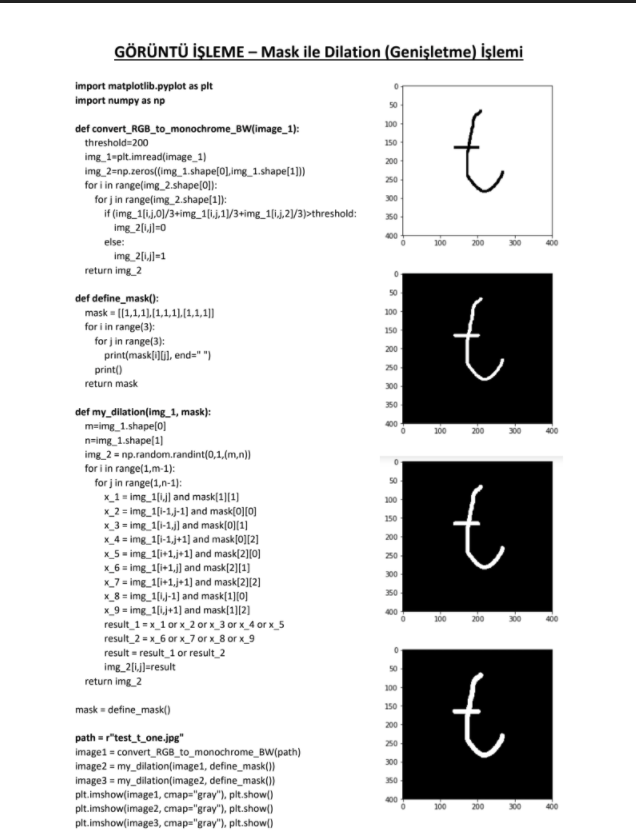 GÖRÜNTÜ İŞLEME – Mask ile Dilation (Genişletme) İşlemi
import matplotlib.pyplot as plt
import numpy as np
def convert_RGB_to_monochrome_BW(image_1):
threshold=200
img_1=plt.imread(image_1)
img_2=np.zeros((img_1.shape[0],img_1.shape[1]))
for i in range(img_2.shape[0]):
for j in range(img_2.shape[1]):
if (img_1[i,j,0]/3+img_1[i,j,1]/3+img_1[i,j,2]/3)>threshold:
img_2[i,j]=0
else:
img_2[i,j]=1
return img_2
def define_mask():
mask = [[1,1,1],[1,1,1],[1,1,1]]
for i in range(3):
for j in range(3):
print(mask[i][j], end=" ")
print()
return mask
def my_dilation(img_1, mask):
m=img_1.shape[0]
n=img_1.shape[1]
img_2 = np.random.randint(0,1,(m,n))
for i in range(1,m-1):
for j in range(1,n-1):
x_1 = img_1[i,j] and mask[1][1]
x_2 = img_1[i-1,j-1] and mask[0][0]
x_3 = img_1[i-1,j] and mask[0][1]
x_4 = img_1[i-1,j+1] and mask[0][2]
x_5 = img_1[i+1,j+1] and mask[2][0]
x_6 = img_1[i+1,j] and mask[2][1]
x_7 = img_1[i+1,j+1] and mask[2][2]
x_8 = img_1[i,j-1] and mask[1][0]
x_9 = img_1[i,j+1] and mask[1][2]
result_1 = x_1 or x_2 or x_3 or x_4 or x_5
result_2 = x_6 or x_7 or x_8 or x_9
result = result_1 or result_2
img_2[i,j]=result
return img_2
mask = define_mask()
path = r"test_t_one.jpg"
image1 = convert_RGB_to_monochrome_BW(path)
image2 = my_dilation(image1, define_mask())
image3 = my_dilation(image2, define_mask())
plt.imshow(image1, cmap="gray"), plt.show()
plt.imshow(image2, cmap="gray"), plt.show()
plt.imshow(image3, cmap="gray"), plt.show()
0
50
100
150
200
250
300
350
400
0 100 200 300 400
t
0
50
100
150
200
250
300
350
400
0 100 200 300 400
t
0
50
100
150
200
250
300
350
400
0 100 200 300 400
t
0
50
100
150
200
250
300
350
400
0 100 200 300 400
t